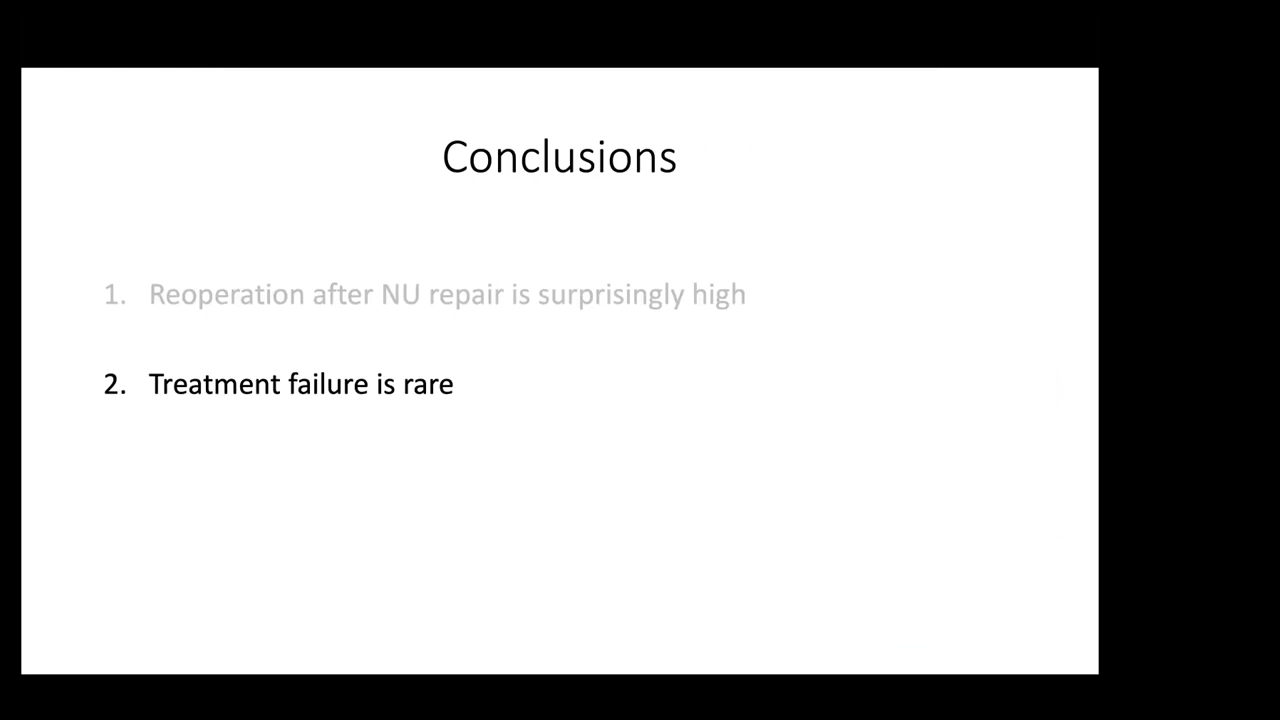 Conclusions
1. Reoperation after NU repair is surprisingly high
2. Treatment failure is rare